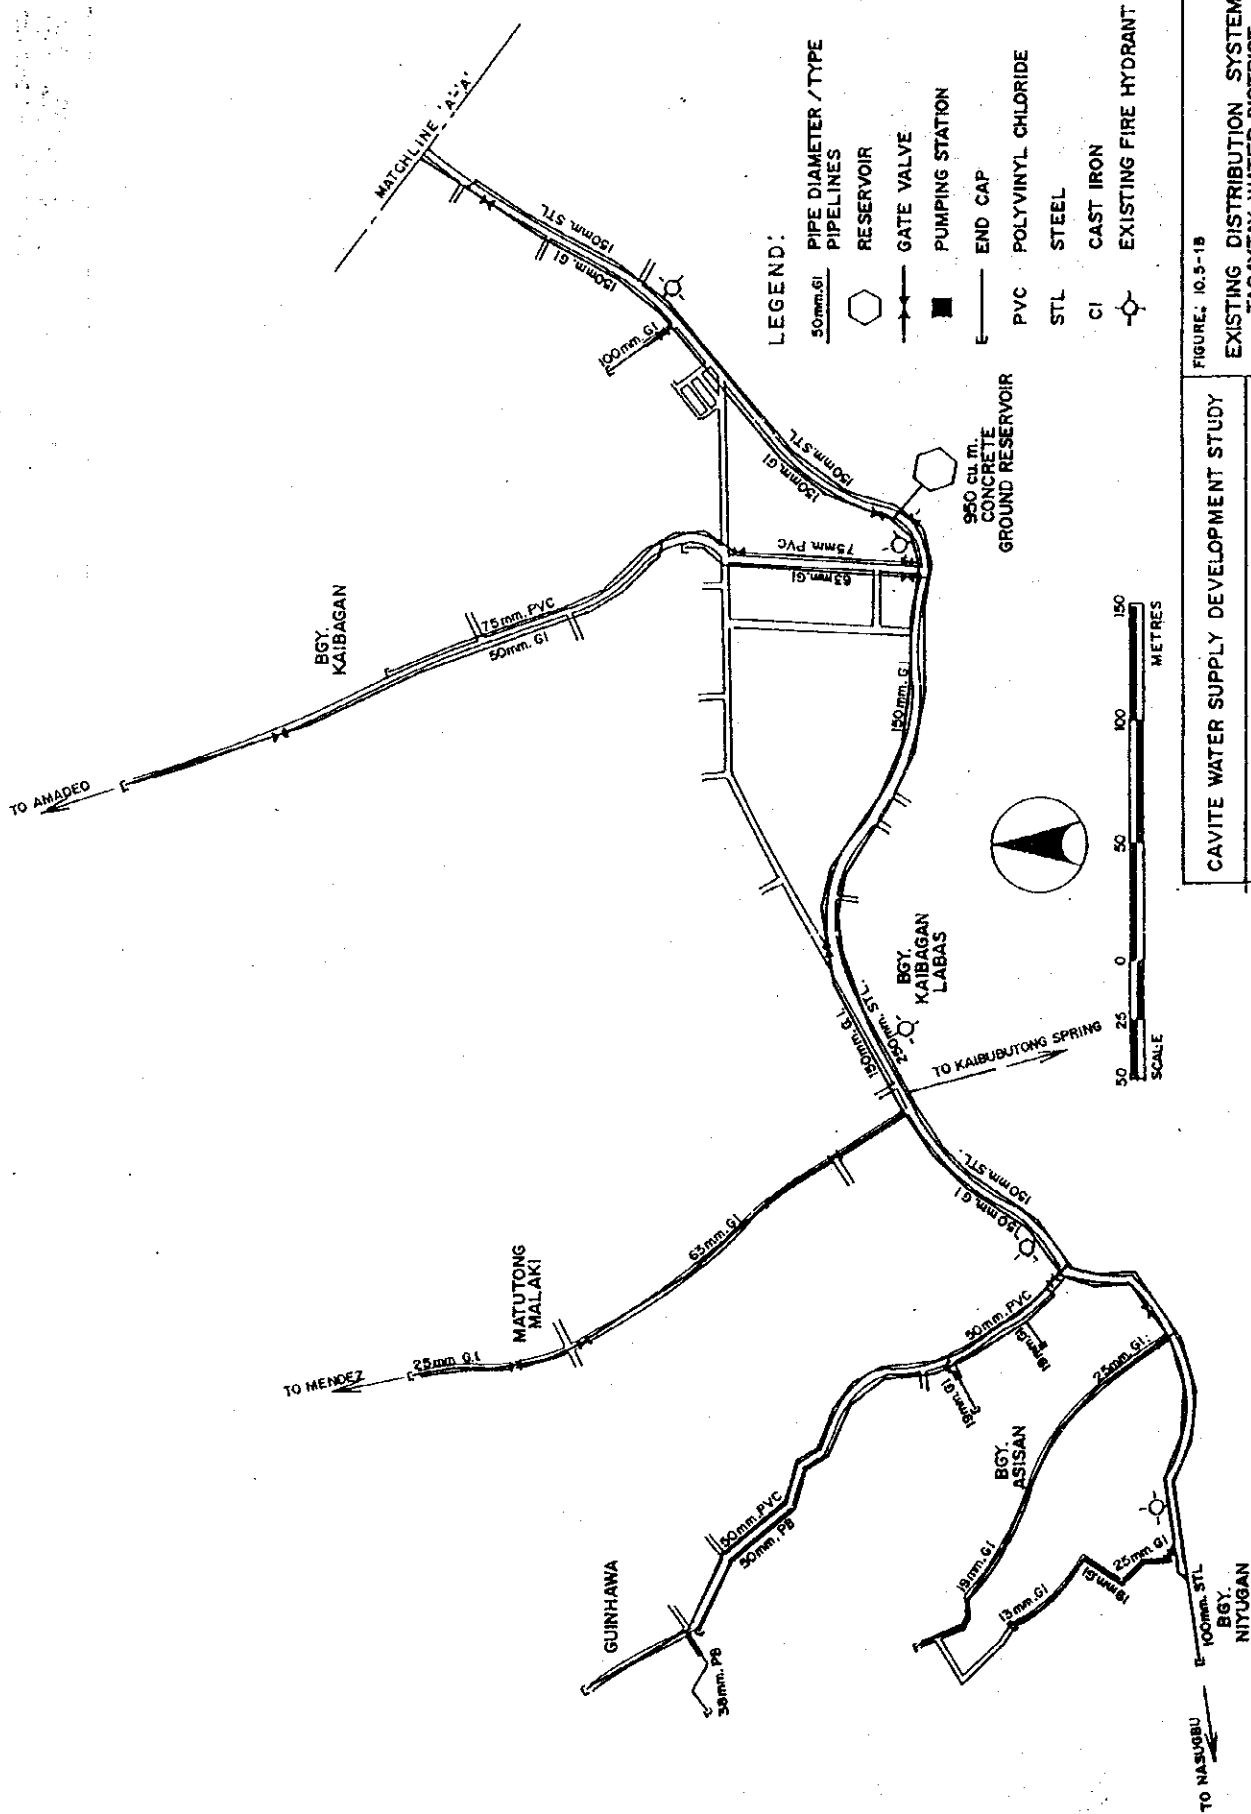 MATCHLINE 'A-A'
150mm. STL
150mm. GI
100mm. GI
150mm. STL
150mm. GI
950 cu. m.
CONCRETE
GROUND RESERVOIR
75mm. PVC
63mm. GI
BGY.
KAIBAGAN
75mm. PVC
50mm. GI
TO AMADEO
150mm. GI
BGY.
KAIBAGAN
LABAS
150mm. G.I.
250mm. STL.
TO KAIBUBUTONG SPRING
63mm. GI
MATUTONG
MALAKI
25mm G.I
TO MENDEZ
150mm. STL.
150mm. GI
50mm. PVC
19mm. GI
19mm. GI
25mm. GI.
BGY.
ASISAN
50mm. PVC
50mm. PB
GUINHAWA
38mm. PB
19mm. GI
13mm. GI
19mm. GI
25mm. GI
100mm. STL
BGY.
NIYUGAN
TO NASUGBU
LEGEND:
50mm.GI PIPE DIAMETER / TYPE
PIPELINES
RESERVOIR
GATE VALVE
PUMPING STATION
END CAP
PVC POLYVINYL CHLORIDE
STL STEEL
CI CAST IRON
EXISTING FIRE HYDRANT
50 25 0 50 100 150
SCALE METRES
CAVITE WATER SUPPLY DEVELOPMENT STUDY
FIGURE: 10.5-1B
EXISTING DISTRIBUTION SYSTEM